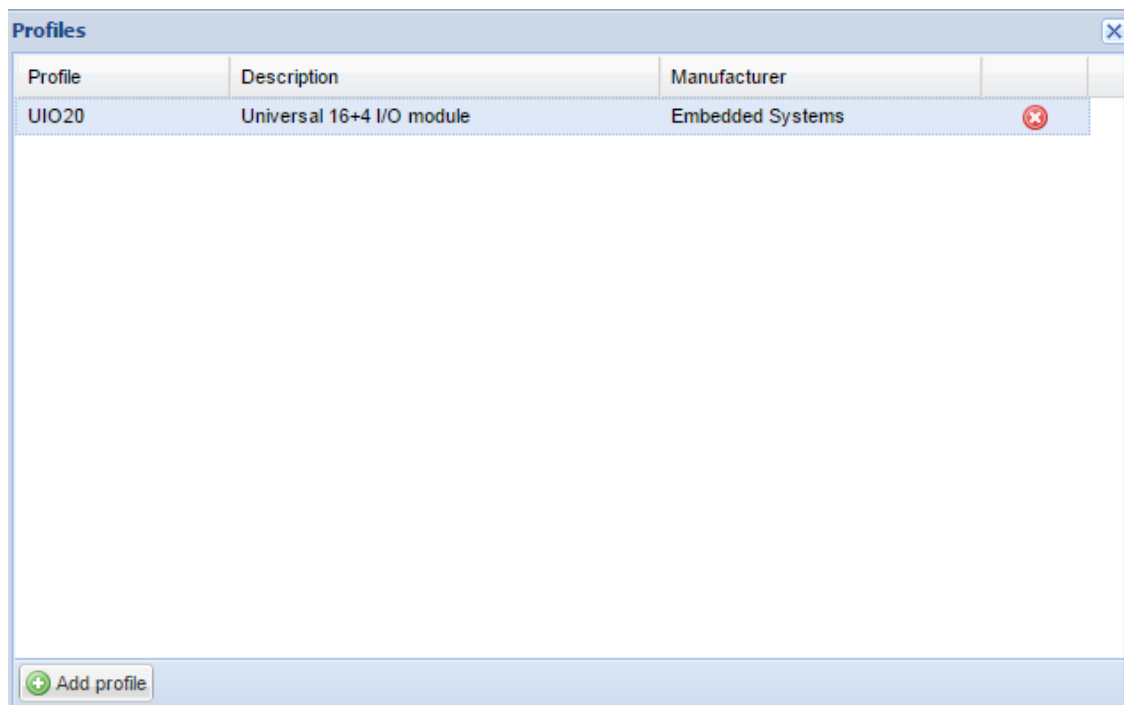 Profiles
Profile Description Manufacturer
UIO20 Universal 16+4 I/O module Embedded Systems
Add profile